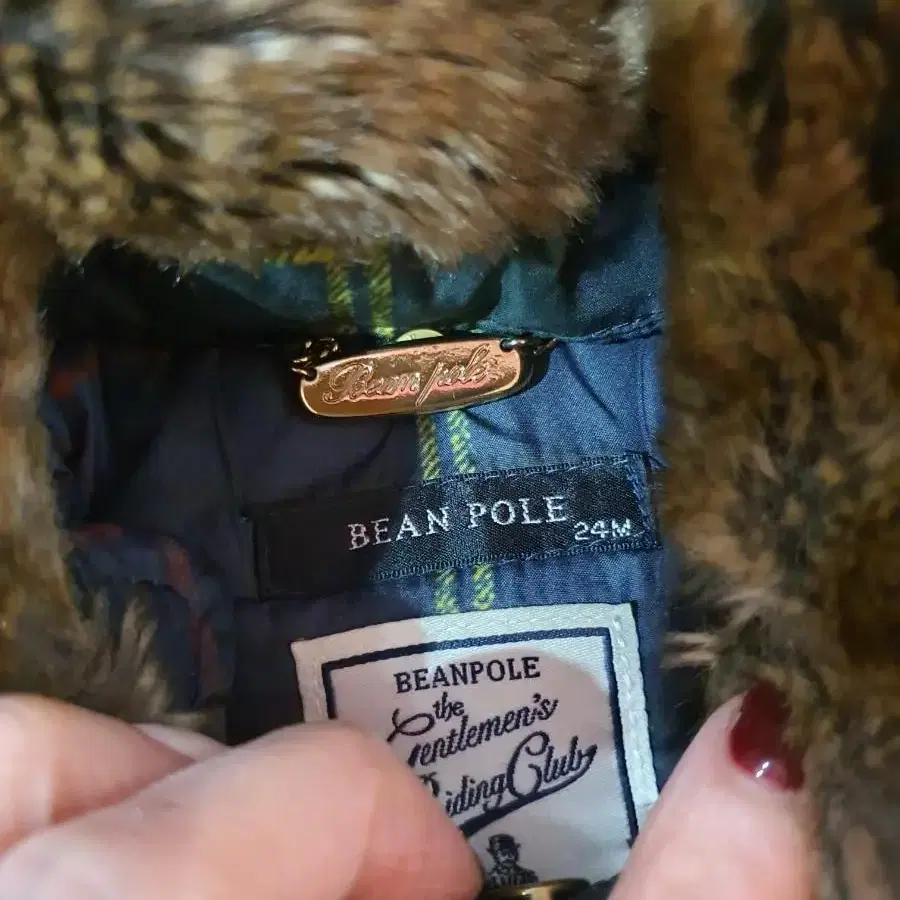 Beanpole
BEAN POLE
24M
BEANPOLE
the
Gentlemen's
Riding Club